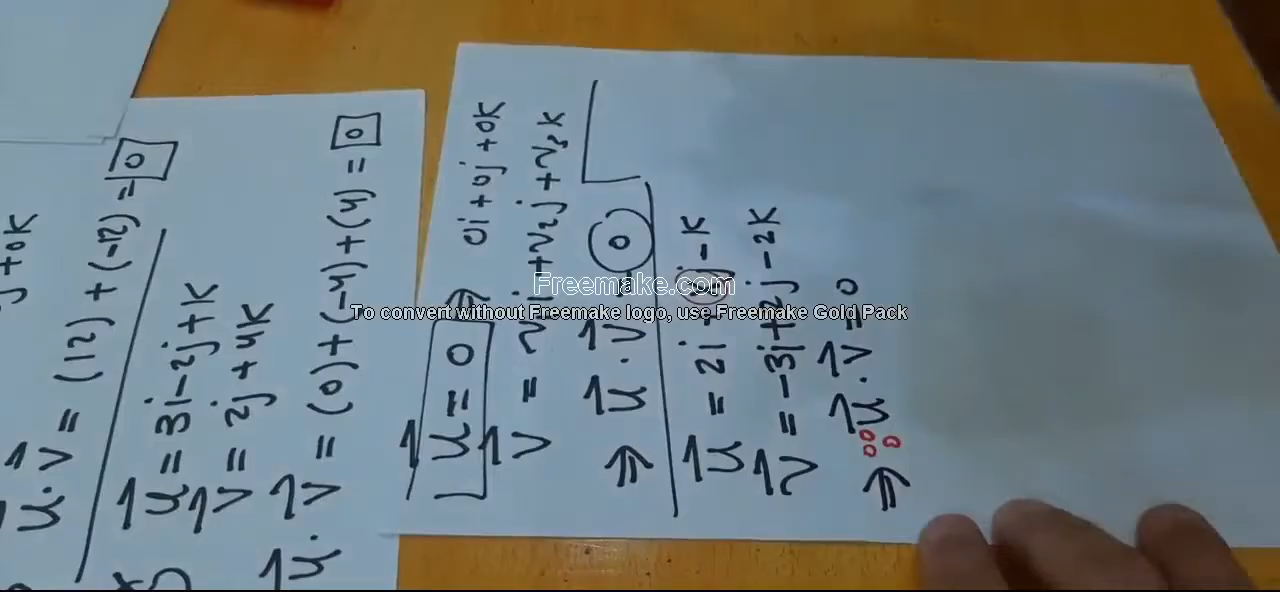 j+0K
u⃗·v⃗ = (12) + (-12) = 0
u⃗ = 3i-2j+K
v⃗ = 2j+4K
u⃗·v⃗ = (0)+(-4)+(4) = 0
u⃗ = 0 ⇒ 0i+0j+0K
v⃗ = v₁i+v₂j+v₃K
⇒ u⃗·v⃗ = 0
u⃗ = 2i+ j-K
v⃗ = -3i+2j-2K
⇒ u⃗·v⃗ = 0
Freemake.com
To convert without Freemake logo, use Freemake Gold Pack